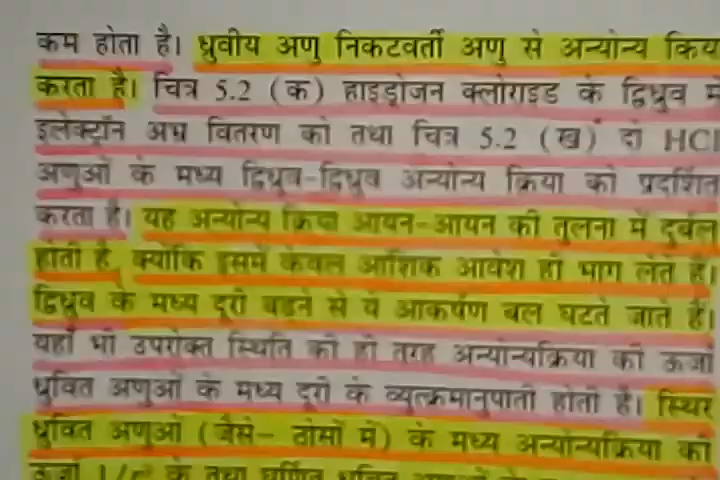 कम होता है। ध्रुवीय अणु निकटवर्ती अणु से अन्योन्य क्रिया
करता है। चित्र 5.2 (क) हाइड्रोजन क्लोराइड के द्विध्रुव में
इलेक्ट्रॉन अभ्र वितरण को तथा चित्र 5.2 (ख) दो HCl
अणुओं के मध्य द्विध्रुव-द्विध्रुव अन्योन्य क्रिया को प्रदर्शित
करता है। यह अन्योन्य क्रिया आयन-आयन की तुलना में दुर्बल
होती है, क्योंकि इसमें केवल आंशिक आवेश ही भाग लेते हैं।
द्विध्रुव के मध्य दूरी बढ़ने से ये आकर्षण बल घटते जाते हैं।
यहाँ भी उपरोक्त स्थिति की ही तरह अन्योन्यक्रिया की ऊर्जा
ध्रुवित अणुओं के मध्य दूरी के व्युत्क्रमानुपाती होती है। स्थिर
ध्रुवित अणुओं (जैसे- ठोसों में) के मध्य अन्योन्यक्रिया की
ऊर्जा के तथा घूर्णित ध्रुवित